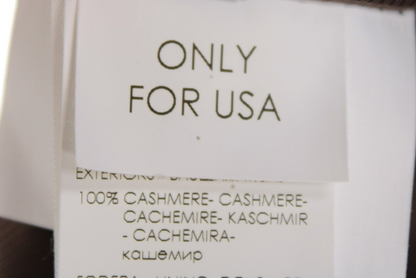 ONLY
FOR USA
100% CASHMERE- CASHMERE-
CACHEMIRE- KASCHMIR
- CACHEMIRA-
кашемир